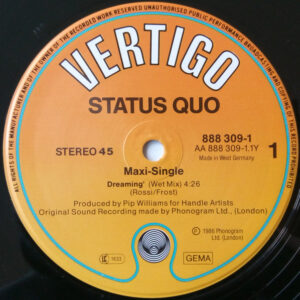 ALL RIGHTS OF THE MANUFACTURER AND OF THE OWNER OF THE RECORDED WORK RESERVED UNAUTHORISED PUBLIC PERFORMANCE BROADCASTING AND COPYING OF THIS RECORD PROHIBITED
VERTIGO
STATUS QUO
888 309-1
AA 888 309-1.1Y
Made in West Germany
STEREO 45
1
Maxi-Single
Dreaming' (Wet Mix) 4:26
(Rossi/Frost)
Produced by Pip Williams for Handle Artists
Original Sound Recording made by Phonogram Ltd., (London)
℗ 1986 Phonogram
Ltd. (London)
LC 1633
GEMA